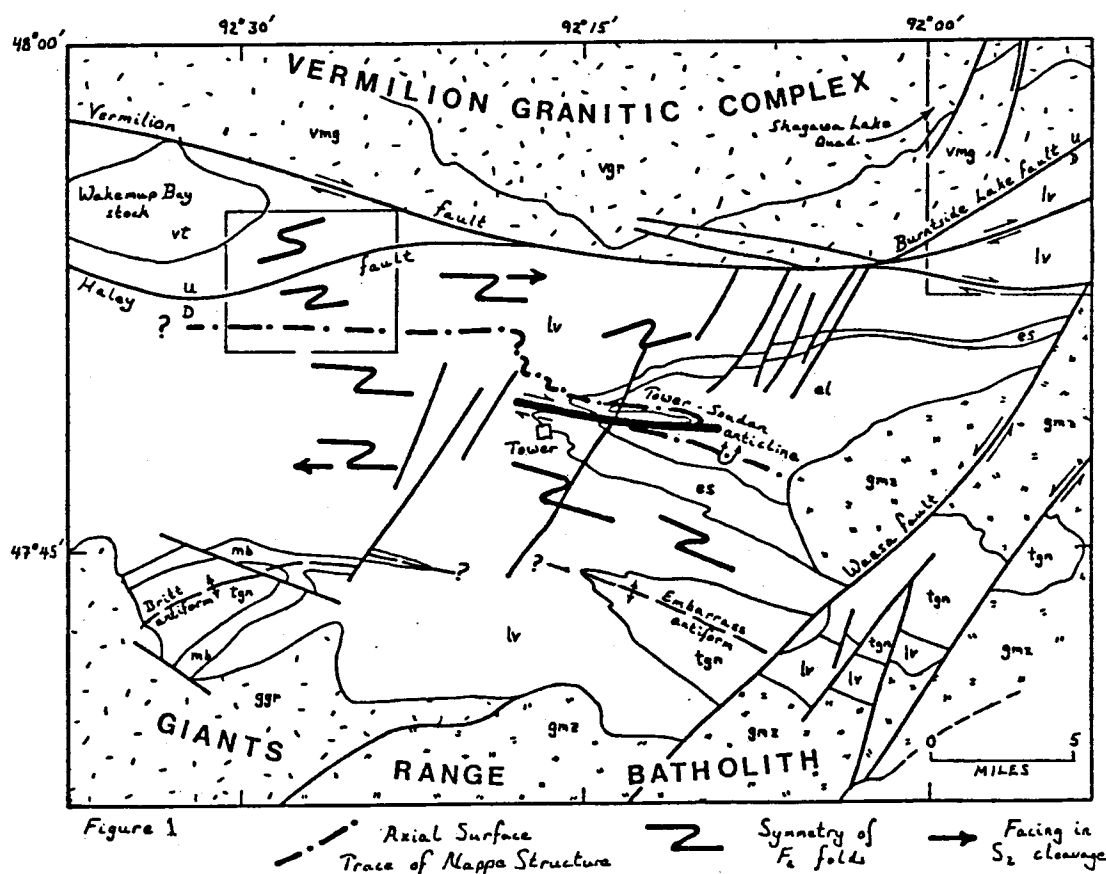 92°30' 92°15' 92°00'
48°00'
VERMILION GRANITIC COMPLEX
Vermilion
fault
vmg
vgr
Shagawa Lake
Quad.
vmg
U
D
Burntside Lake fault
lv
lv
Wakemup Bay
stock
vt
Haley
fault
U
D
?
lv
?
es
el
Tower-Soudan
anticline
Tower
es
gmz
gmz
Waasa fault
47°45'
mb
Britt
antiform
tgn
mb
?
?
Embarrass
antiform
tgn
lv
lv
lv
tgn
lv
tgn
tgn
gmz
ggr
gmz
gmz
GIANTS RANGE BATHOLITH
0 5
MILES
Figure 1
Axial Surface
Trace of Nappe Structure
Symmetry of
F₂ folds
Facing in
S₂ cleavage